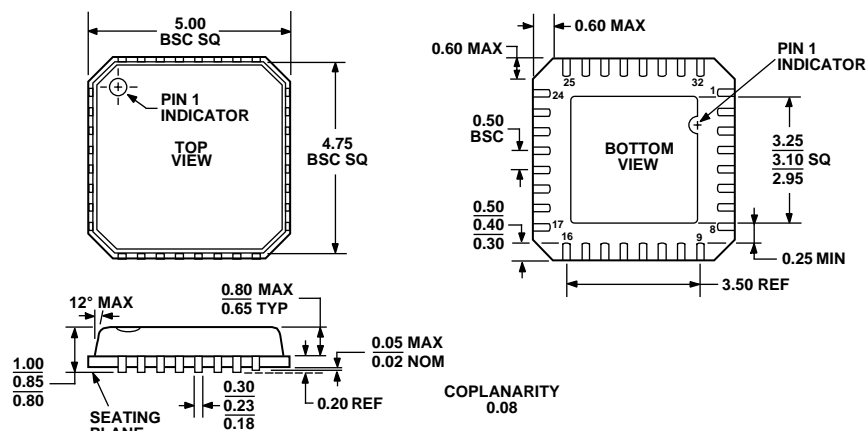 5.00
BSC SQ
PIN 1
INDICATOR
TOP
VIEW
4.75
BSC SQ
0.60 MAX
0.60 MAX
PIN 1
INDICATOR
25
32
24
1
0.50
BSC
BOTTOM
VIEW
3.25
3.10 SQ
2.95
0.50
0.40
0.30
17
16
9
8
0.25 MIN
3.50 REF
12° MAX
0.80 MAX
0.65 TYP
1.00
0.85
0.80
0.05 MAX
0.02 NOM
0.30
0.23
0.18
0.20 REF
COPLANARITY
0.08
SEATING
PLANE